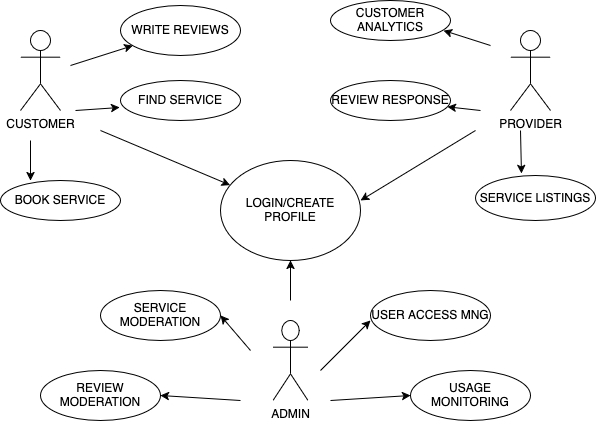 CUSTOMER
ANALYTICS
WRITE REVIEWS
FIND SERVICE
REVIEW RESPONSE
CUSTOMER
PROVIDER
BOOK SERVICE
LOGIN/CREATE
PROFILE
SERVICE LISTINGS
SERVICE
MODERATION
USER ACCESS MNG
REVIEW
MODERATION
USAGE
MONITORING
ADMIN